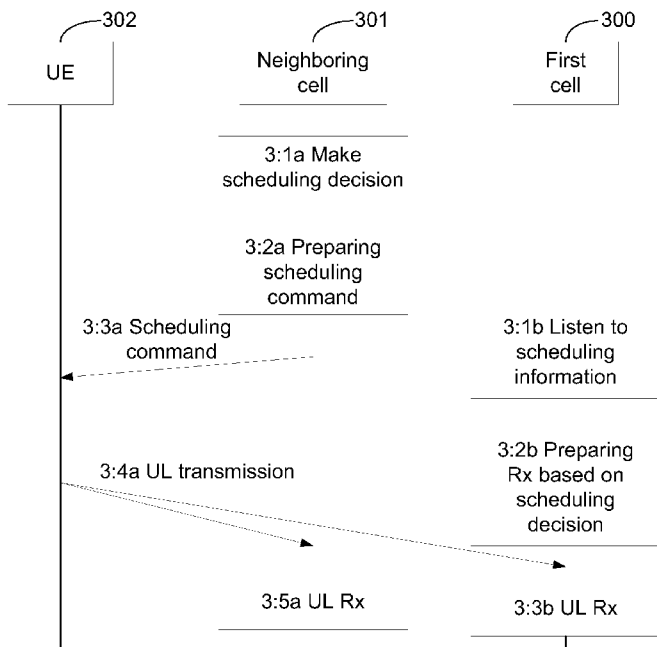 302
301
300
UE
Neighboring
cell
First
cell
3:1a Make
scheduling decision
3:2a Preparing
scheduling
command
3:3a Scheduling
command
3:1b Listen to
scheduling
information
3:4a UL transmission
3:2b Preparing
Rx based on
scheduling
decision
3:5a UL Rx
3:3b UL Rx